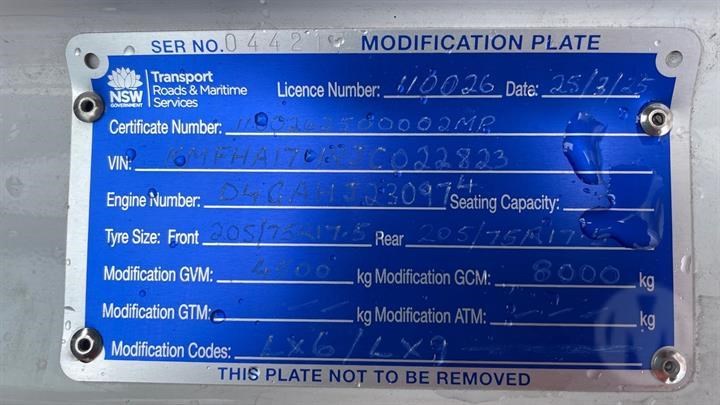 SER NO. MODIFICATION PLATE
NSW GOVERNMENT
Transport
Roads & Maritime
Services
Licence Number: 110026 Date: 25/3/25
Certificate Number:
VIN:
Engine Number: Seating Capacity:
Tyre Size: Front 205/75R17.5 Rear 205/75R17.5
Modification GVM: 4500 kg Modification GCM: 8000 kg
Modification GTM: -- kg Modification ATM: --- kg
Modification Codes: LX6/LX9
THIS PLATE NOT TO BE REMOVED